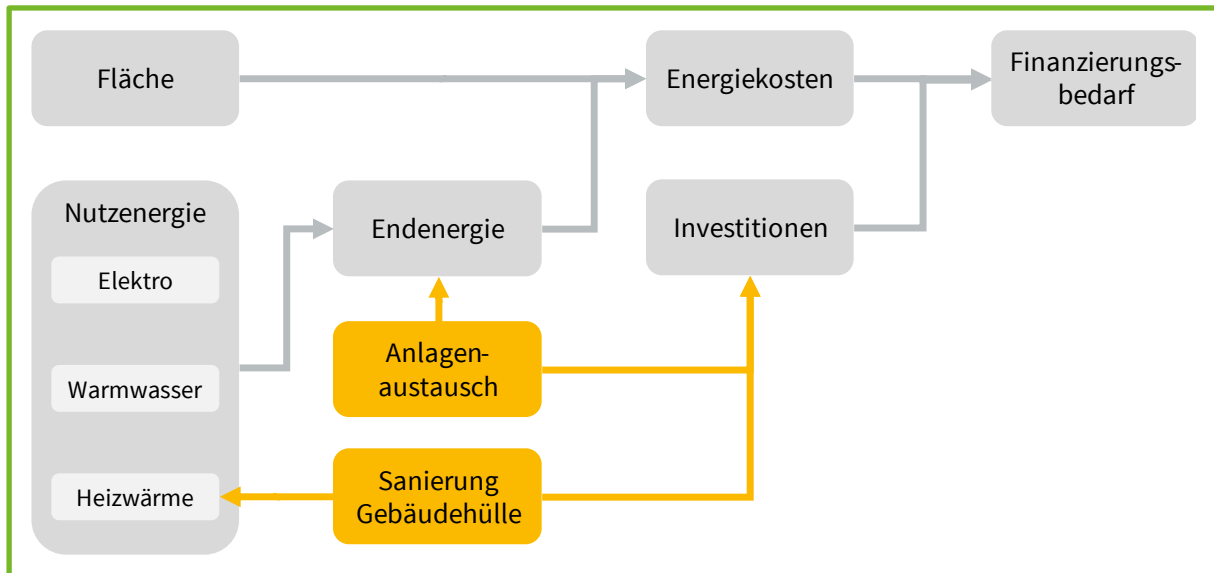 Fläche
Energiekosten
Finanzierungs-
bedarf
Nutzenergie
Elektro
Warmwasser
Heizwärme
Endenergie
Investitionen
Anlagen-
austausch
Sanierung
Gebäudehülle